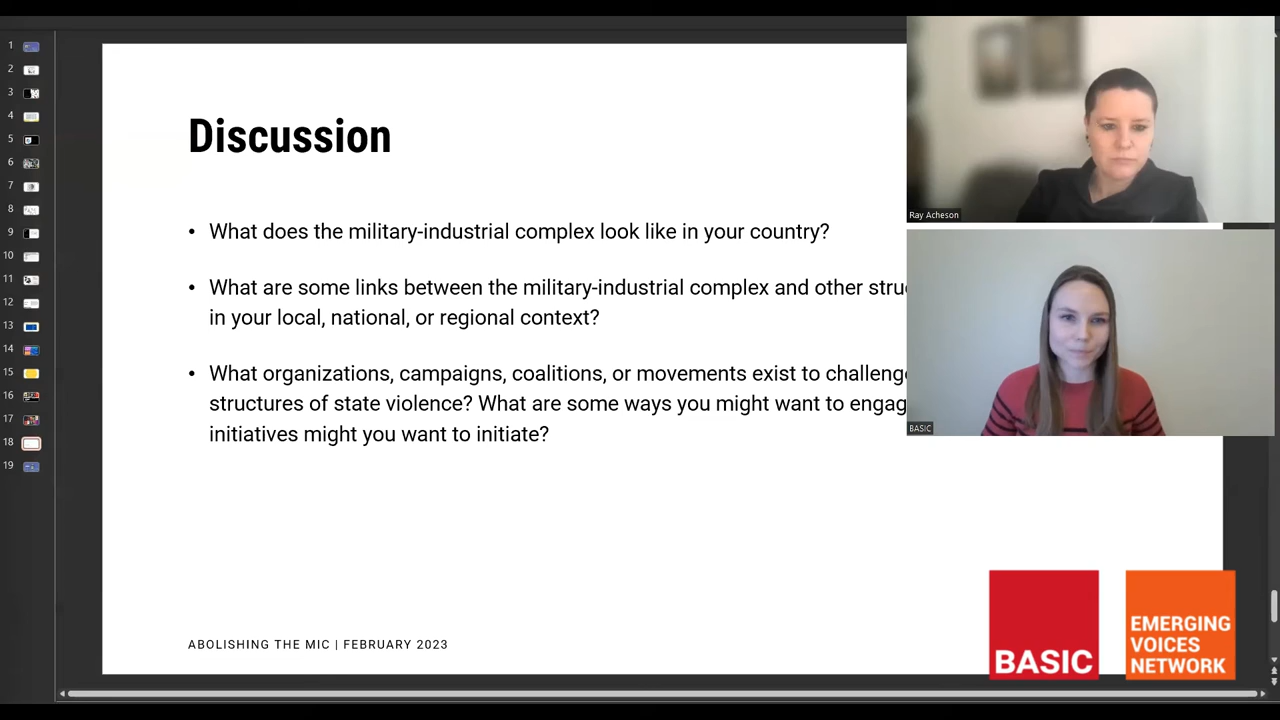 1
2
3
4
5
6
7
8
9
10
11
12
13
14
15
16
17
18
19
Discussion
• What does the military-industrial complex look like in your country?
• What are some links between the military-industrial complex and other stru
in your local, national, or regional context?
• What organizations, campaigns, coalitions, or movements exist to challeng
structures of state violence? What are some ways you might want to engag
initiatives might you want to initiate?
ABOLISHING THE MIC | FEBRUARY 2023
Ray Acheson
BASIC
BASIC
EMERGING
VOICES
NETWORK